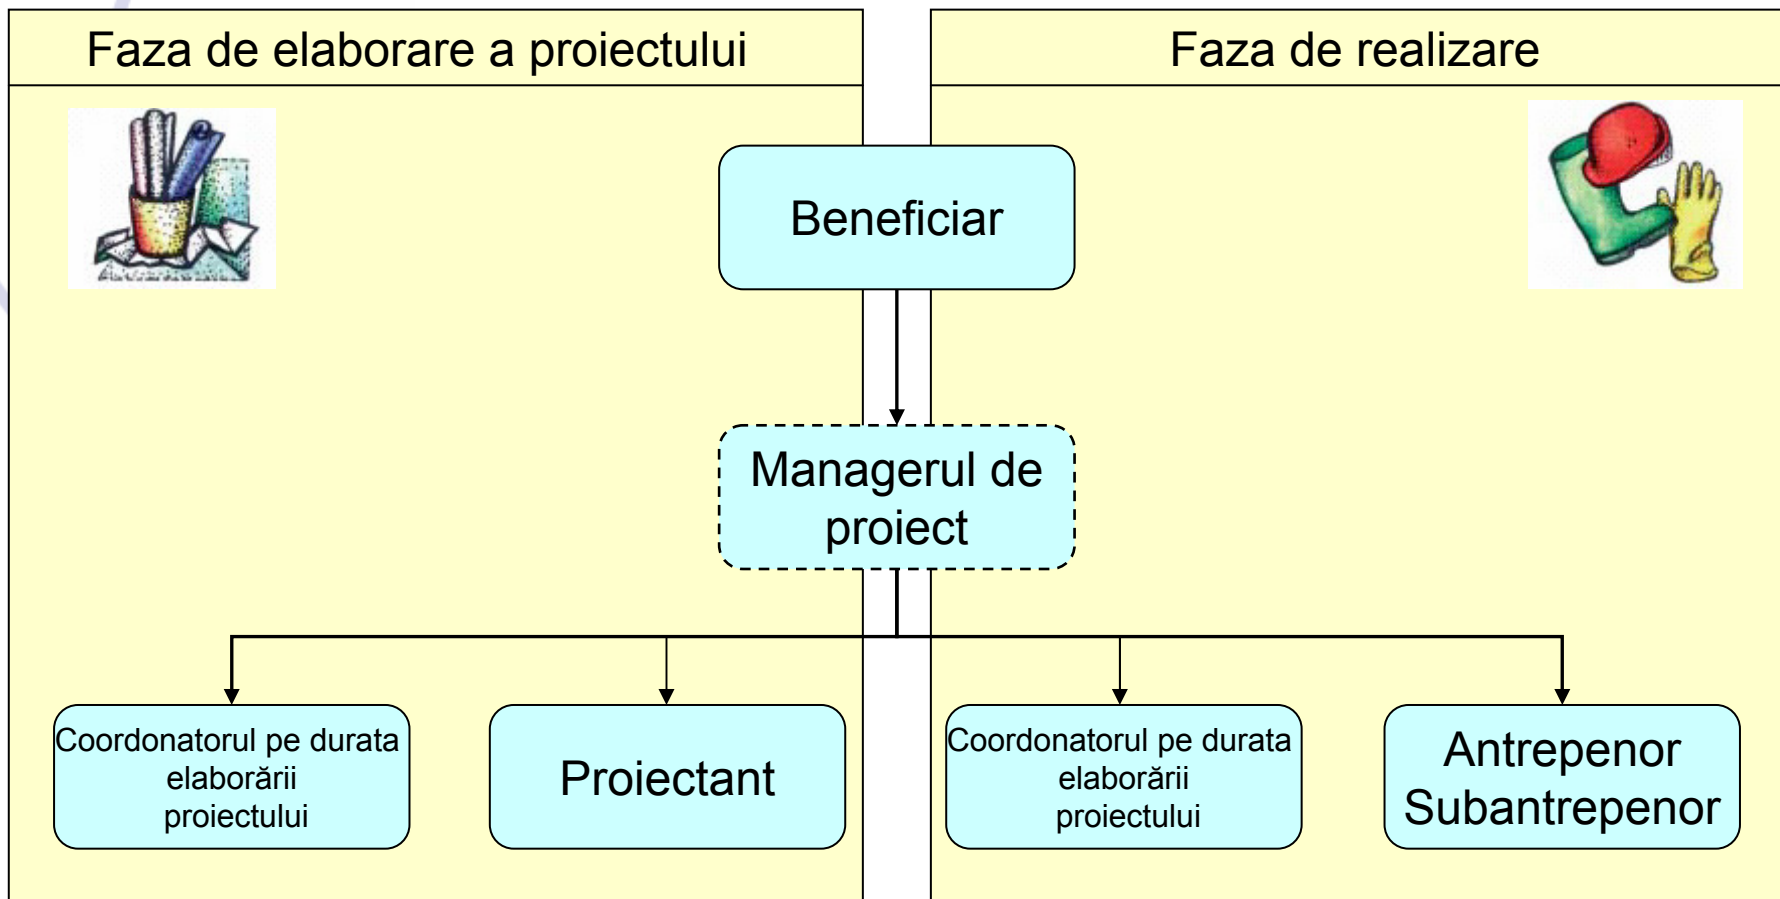 Faza de elaborare a proiectului
Faza de realizare
Beneficiar
Managerul de
proiect
Coordonatorul pe durata
elaborării
proiectului
Proiectant
Coordonatorul pe durata
elaborării
proiectului
Antrepenor
Subantrepenor